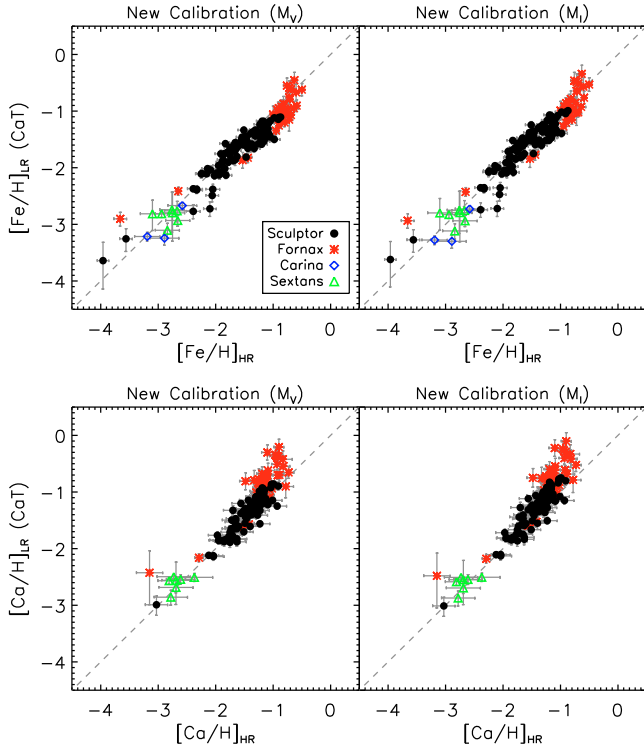 New Calibration (M_V)
New Calibration (M_I)
0
−1
−2
−3
−4
[Fe/H]_LR (CaT)
Sculptor
Fornax
Carina
Sextans
−4 −3 −2 −1 0
−4 −3 −2 −1 0
[Fe/H]_HR
[Fe/H]_HR
New Calibration (M_V)
New Calibration (M_I)
0
−1
−2
−3
−4
[Ca/H]_LR (CaT)
−4 −3 −2 −1 0
−4 −3 −2 −1 0
[Ca/H]_HR
[Ca/H]_HR